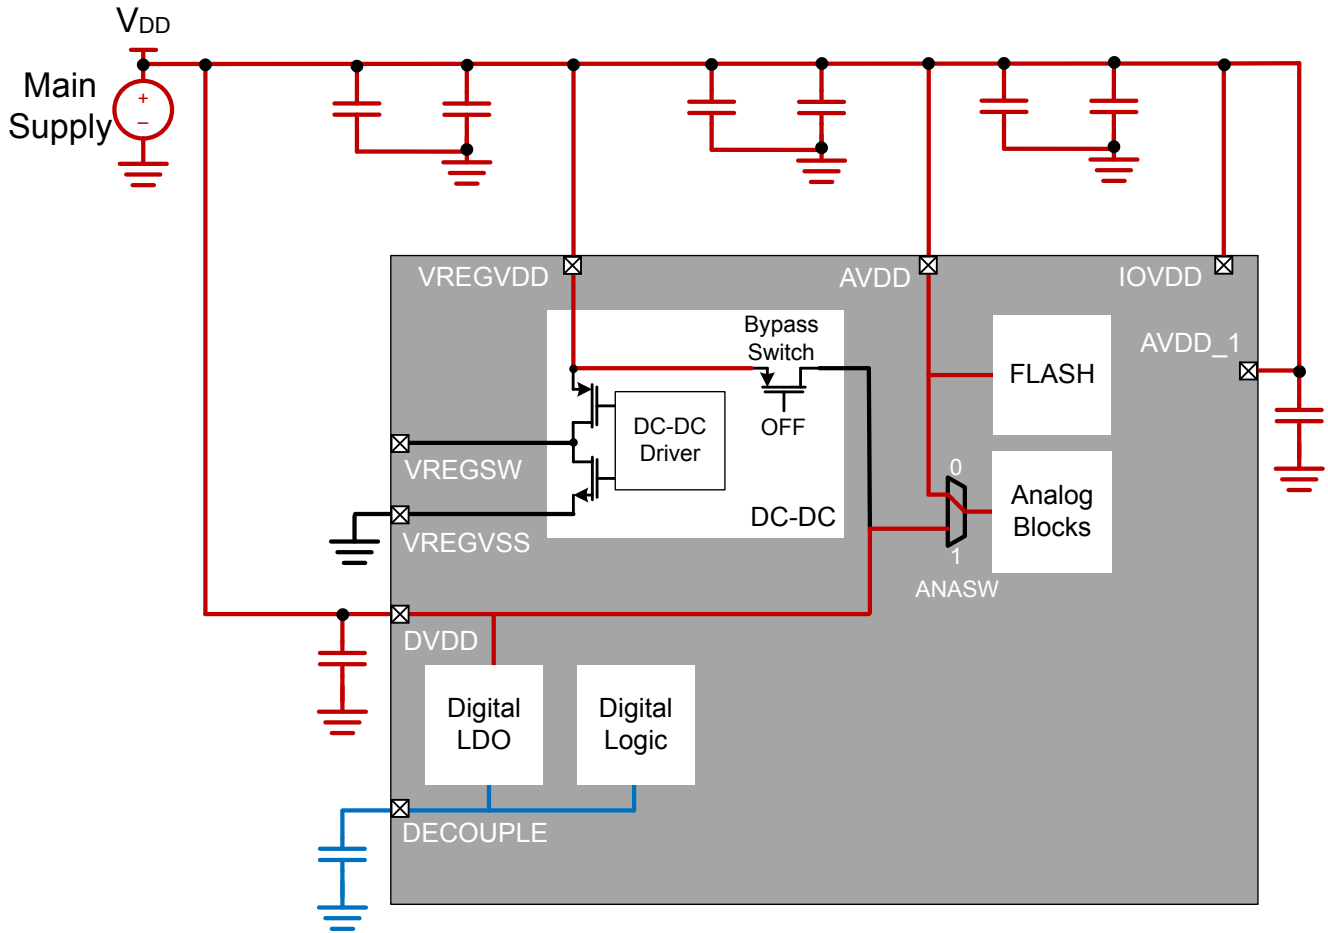 VDD
Main
Supply
+
−
VREGVDD
AVDD
IOVDD
Bypass
Switch
OFF
DC-DC
Driver
DC-DC
VREGSW
VREGVSS
FLASH
AVDD_1
0
Analog
Blocks
1
ANASW
DVDD
Digital
LDO
Digital
Logic
DECOUPLE